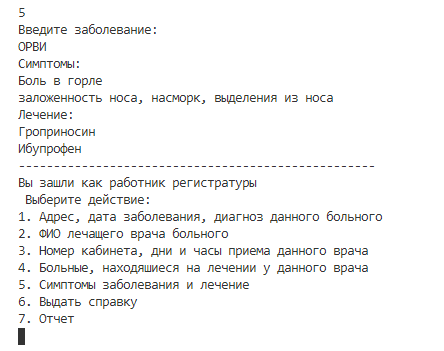 5
Введите заболевание:
ОРВИ
Симптомы:
Боль в горле
заложенность носа, насморк, выделения из носа
Лечение:
Гроприносин
Ибупрофен
---------------------------------------------------
Вы зашли как работник регистратуры
Выберите действие:
1. Адрес, дата заболевания, диагноз данного больного
2. ФИО лечащего врача больного
3. Номер кабинета, дни и часы приема данного врача
4. Больные, находяшиеся на лечении у данного врача
5. Симптомы заболевания и лечение
6. Выдать справку
7. Отчет